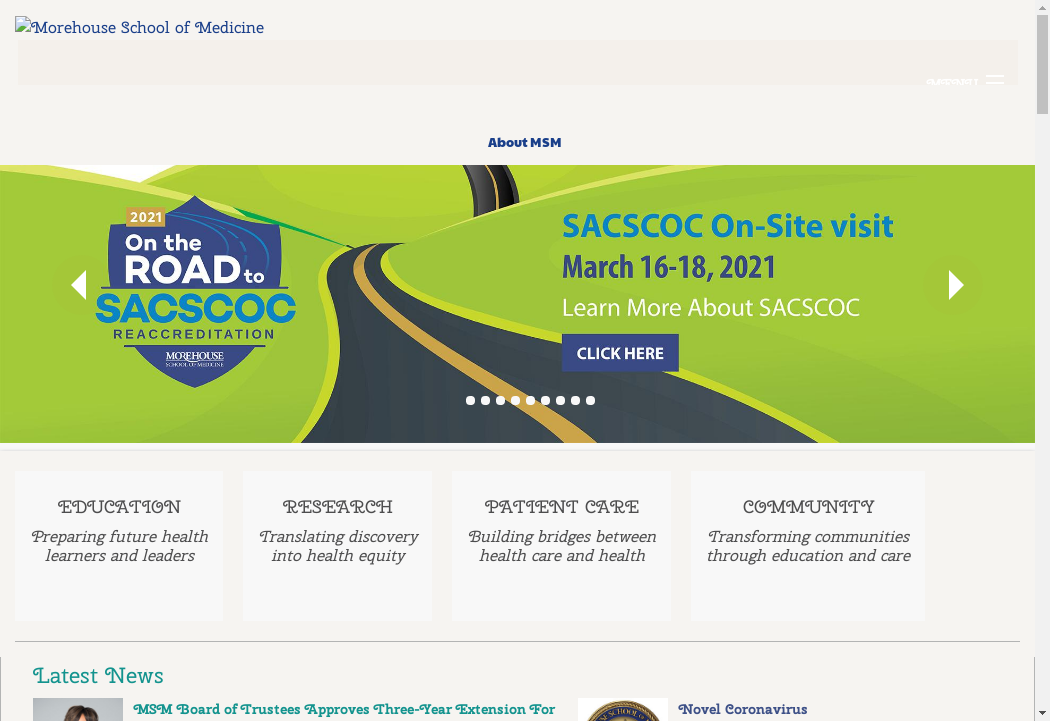 Morehouse School of Medicine
About MSM
2021
On the
ROAD to
SACSCOC
REACCREDITATION
MOREHOUSE
SCHOOL OF MEDICINE
SACSCOC On-Site visit
March 16-18, 2021
Learn More About SACSCOC
CLICK HERE
EDUCATION
Preparing future health
learners and leaders
RESEARCH
Translating discovery
into health equity
PATIENT CARE
Building bridges between
health care and health
COMMUNITY
Transforming communities
through education and care
Latest News
MSM Board of Trustees Approves Three-Year Extension For
Novel Coronavirus